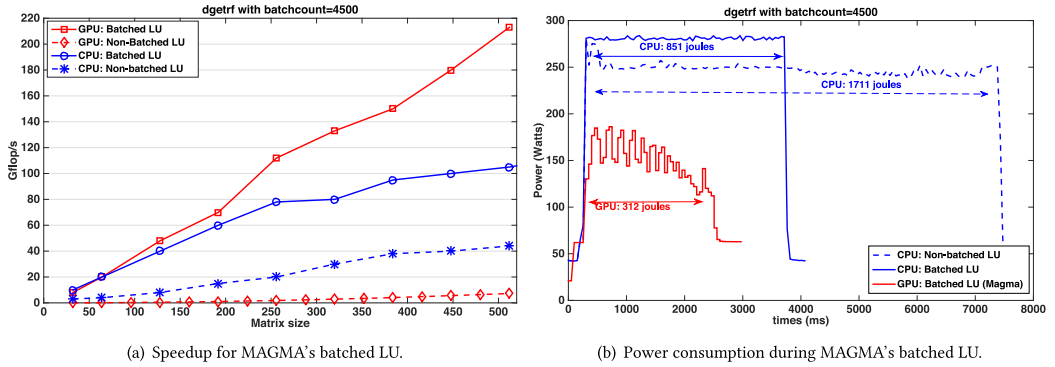 dgetrf with batchcount=4500
220
200
180
160
140
120
100
80
60
40
20
0
Gflop/s
GPU: Batched LU
GPU: Non-Batched LU
CPU: Batched LU
CPU: Non-batched LU
0 50 100 150 200 250 300 350 400 450 500
Matrix size
(a) Speedup for MAGMA's batched LU.
dgetrf with batchcount=4500
350
300
250
200
150
100
50
0
Power (Watts)
CPU: 851 joules
CPU: 1711 joules
GPU: 312 joules
CPU: Non-batched LU
CPU: Batched LU
GPU: Batched LU (Magma)
0 1000 2000 3000 4000 5000 6000 7000 8000
times (ms)
(b) Power consumption during MAGMA's batched LU.